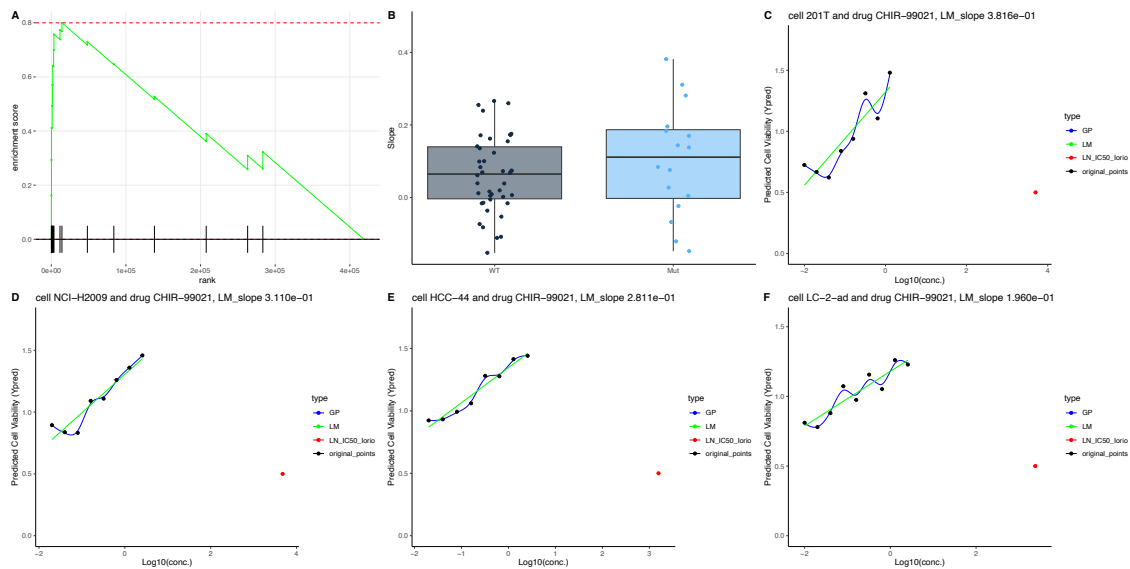 A
0.8
0.6
0.4
0.2
0.0
enrichment score
0e+00
1e+05
2e+05
3e+05
4e+05
rank
B
0.4
0.2
0.0
Slope
WT
Mut
C
cell 201T and drug CHIR-99021, LM_slope 3.816e-01
1.5
1.0
0.5
0.0
Predicted Cell Viability (Ypred)
-2
0
2
4
Log10(conc.)
type
GP
LM
LN_IC50_Iorio
original_points
D
cell NCI-H2009 and drug CHIR-99021, LM_slope 3.110e-01
1.5
1.0
0.5
0.0
Predicted Cell Viability (Ypred)
-2
0
2
4
Log10(conc.)
type
GP
LM
LN_IC50_Iorio
original_points
E
cell HCC-44 and drug CHIR-99021, LM_slope 2.811e-01
1.5
1.0
0.5
0.0
Predicted Cell Viability (Ypred)
-2
-1
0
1
2
3
Log10(conc.)
type
GP
LM
LN_IC50_Iorio
original_points
F
cell LC-2-ad and drug CHIR-99021, LM_slope 1.960e-01
1.5
1.0
0.5
0.0
Predicted Cell Viability (Ypred)
-2
0
2
Log10(conc.)
type
GP
LM
LN_IC50_Iorio
original_points